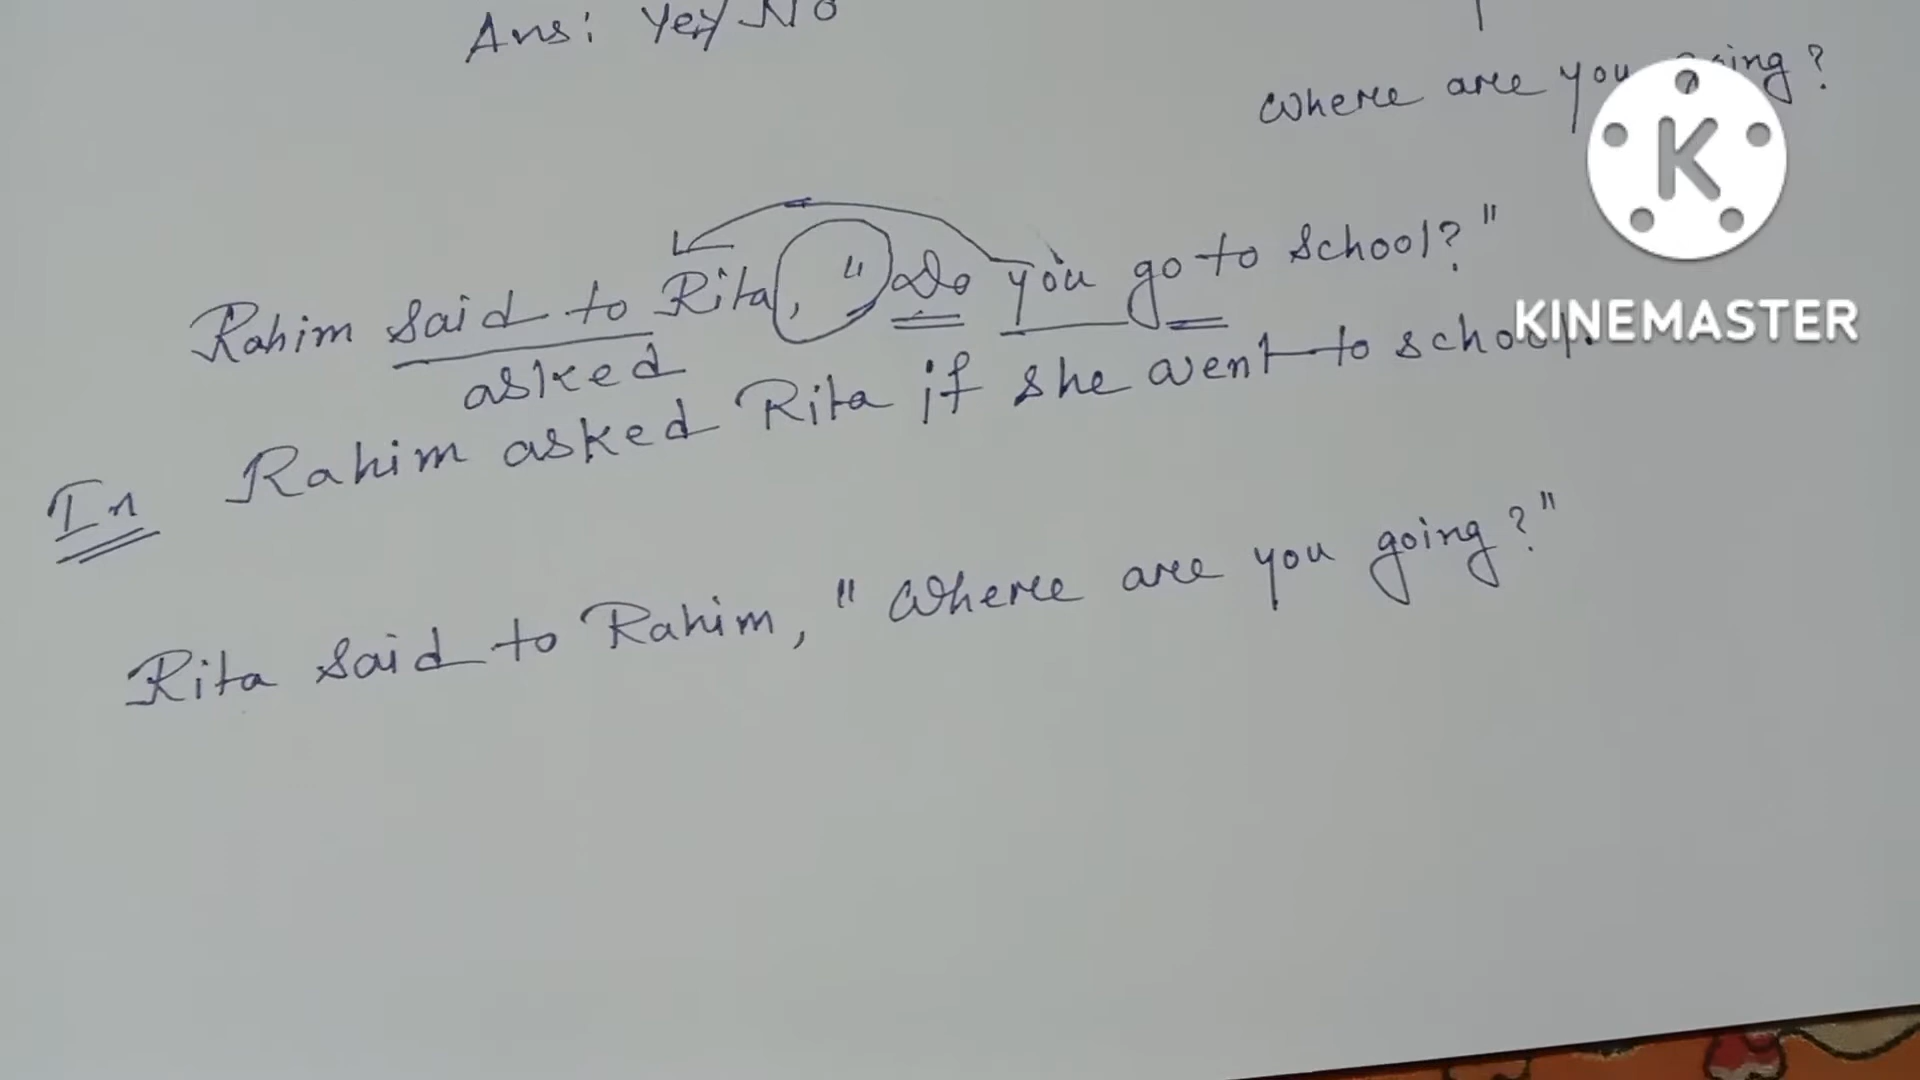 Ans: Yes/No
Where are you going?
Rahim said to Rita, "Do you go to school?"
asked
In Rahim asked Rita if she went to school.
Rita said to Rahim, "Where are you going?"
K
KINEMASTER